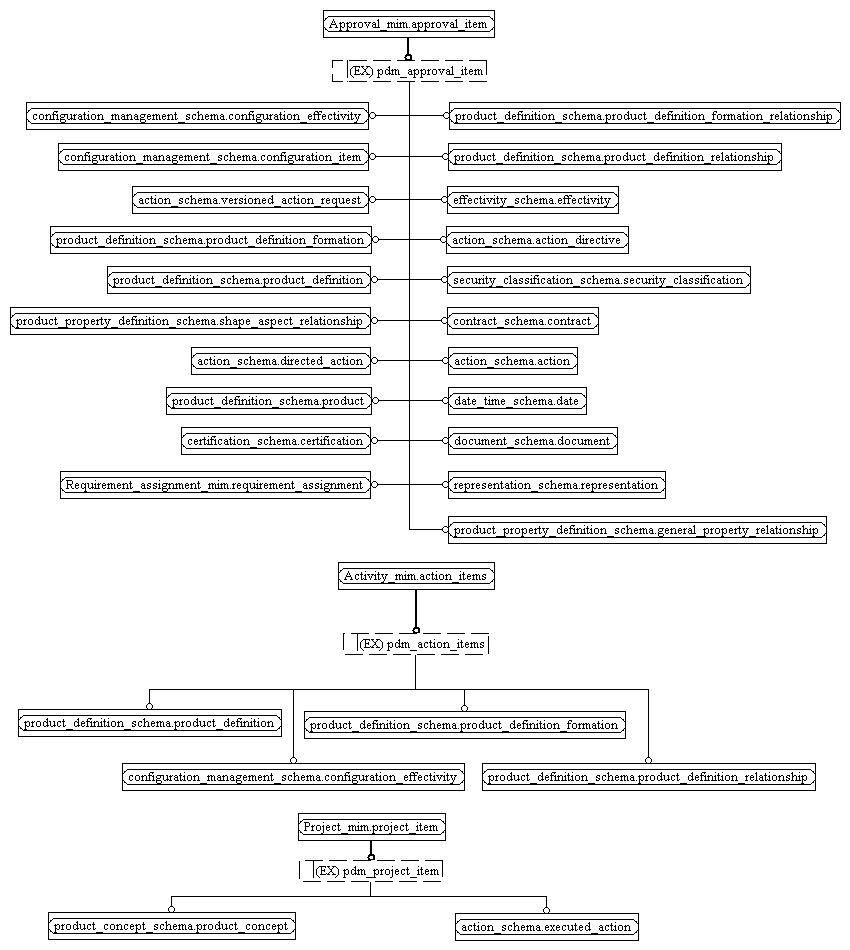 Approval_mim.approval_item
(EX) pdm_approval_item
configuration_management_schema.configuration_effectivity
product_definition_schema.product_definition_formation_relationship
configuration_management_schema.configuration_item
product_definition_schema.product_definition_relationship
action_schema.versioned_action_request
effectivity_schema.effectivity
product_definition_schema.product_definition_formation
action_schema.action_directive
product_definition_schema.product_definition
security_classification_schema.security_classification
product_property_definition_schema.shape_aspect_relationship
contract_schema.contract
action_schema.directed_action
action_schema.action
product_definition_schema.product
date_time_schema.date
certification_schema.certification
document_schema.document
Requirement_assignment_mim.requirement_assignment
representation_schema.representation
product_property_definition_schema.general_property_relationship
Activity_mim.action_items
(EX) pdm_action_items
product_definition_schema.product_definition
product_definition_schema.product_definition_formation
configuration_management_schema.configuration_effectivity
product_definition_schema.product_definition_relationship
Project_mim.project_item
(EX) pdm_project_item
product_concept_schema.product_concept
action_schema.executed_action